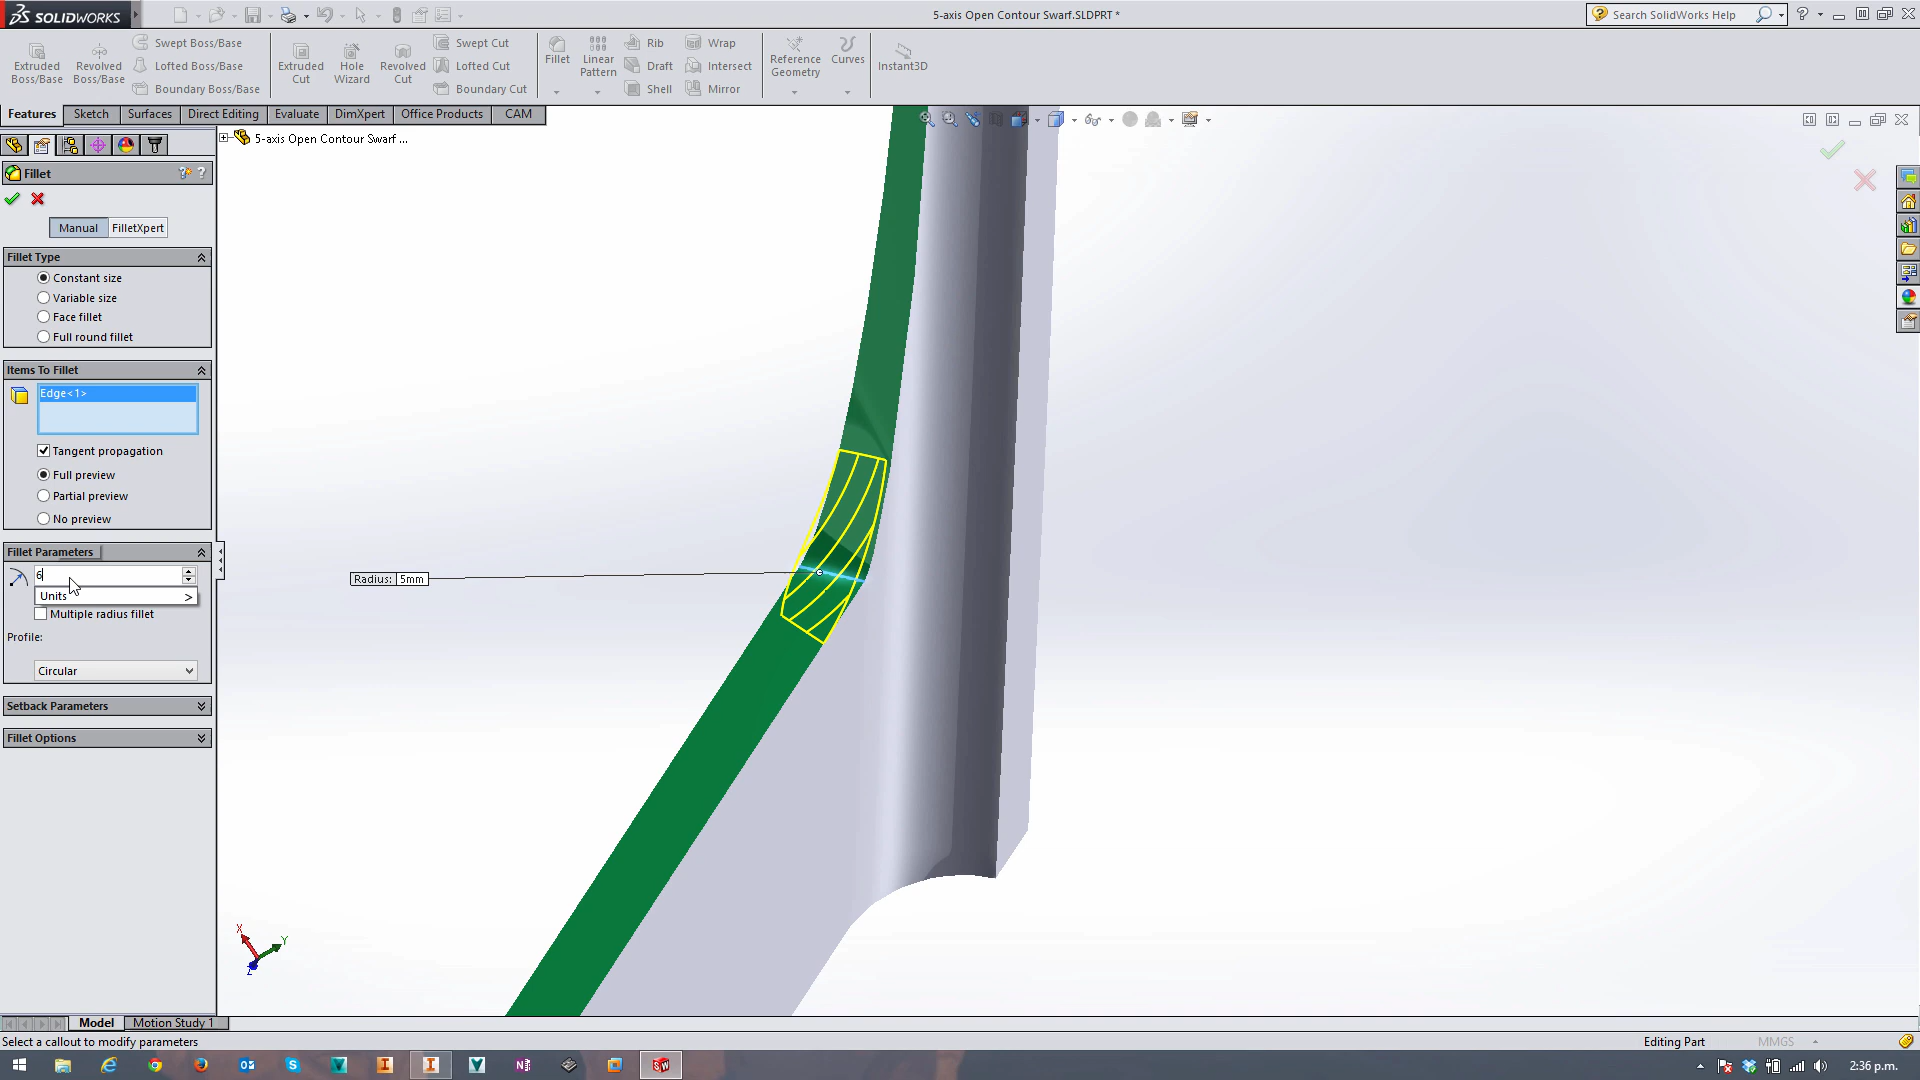 SOLIDWORKS
5-axis Open Contour Swarf.SLDPRT *
Search SolidWorks Help
Extruded Boss/Base
Revolved Boss/Base
Swept Boss/Base
Lofted Boss/Base
Boundary Boss/Base
Extruded Cut
Hole Wizard
Revolved Cut
Swept Cut
Lofted Cut
Boundary Cut
Fillet
Linear Pattern
Rib
Draft
Shell
Wrap
Intersect
Mirror
Reference Geometry
Curves
Instant3D
Features
Sketch
Surfaces
Direct Editing
Evaluate
DimXpert
Office Products
CAM
5-axis Open Contour Swarf ...
Fillet
Manual
FilletXpert
Fillet Type
Constant size
Variable size
Face fillet
Full round fillet
Items To Fillet
Edge<1>
Tangent propagation
Full preview
Partial preview
No preview
Fillet Parameters
6
Units >
Multiple radius fillet
Profile:
Circular
Setback Parameters
Fillet Options
Radius: 5mm
X
Y
Z
Model
Motion Study 1
Select a callout to modify parameters
Editing Part
MMGS
2:36 p.m.